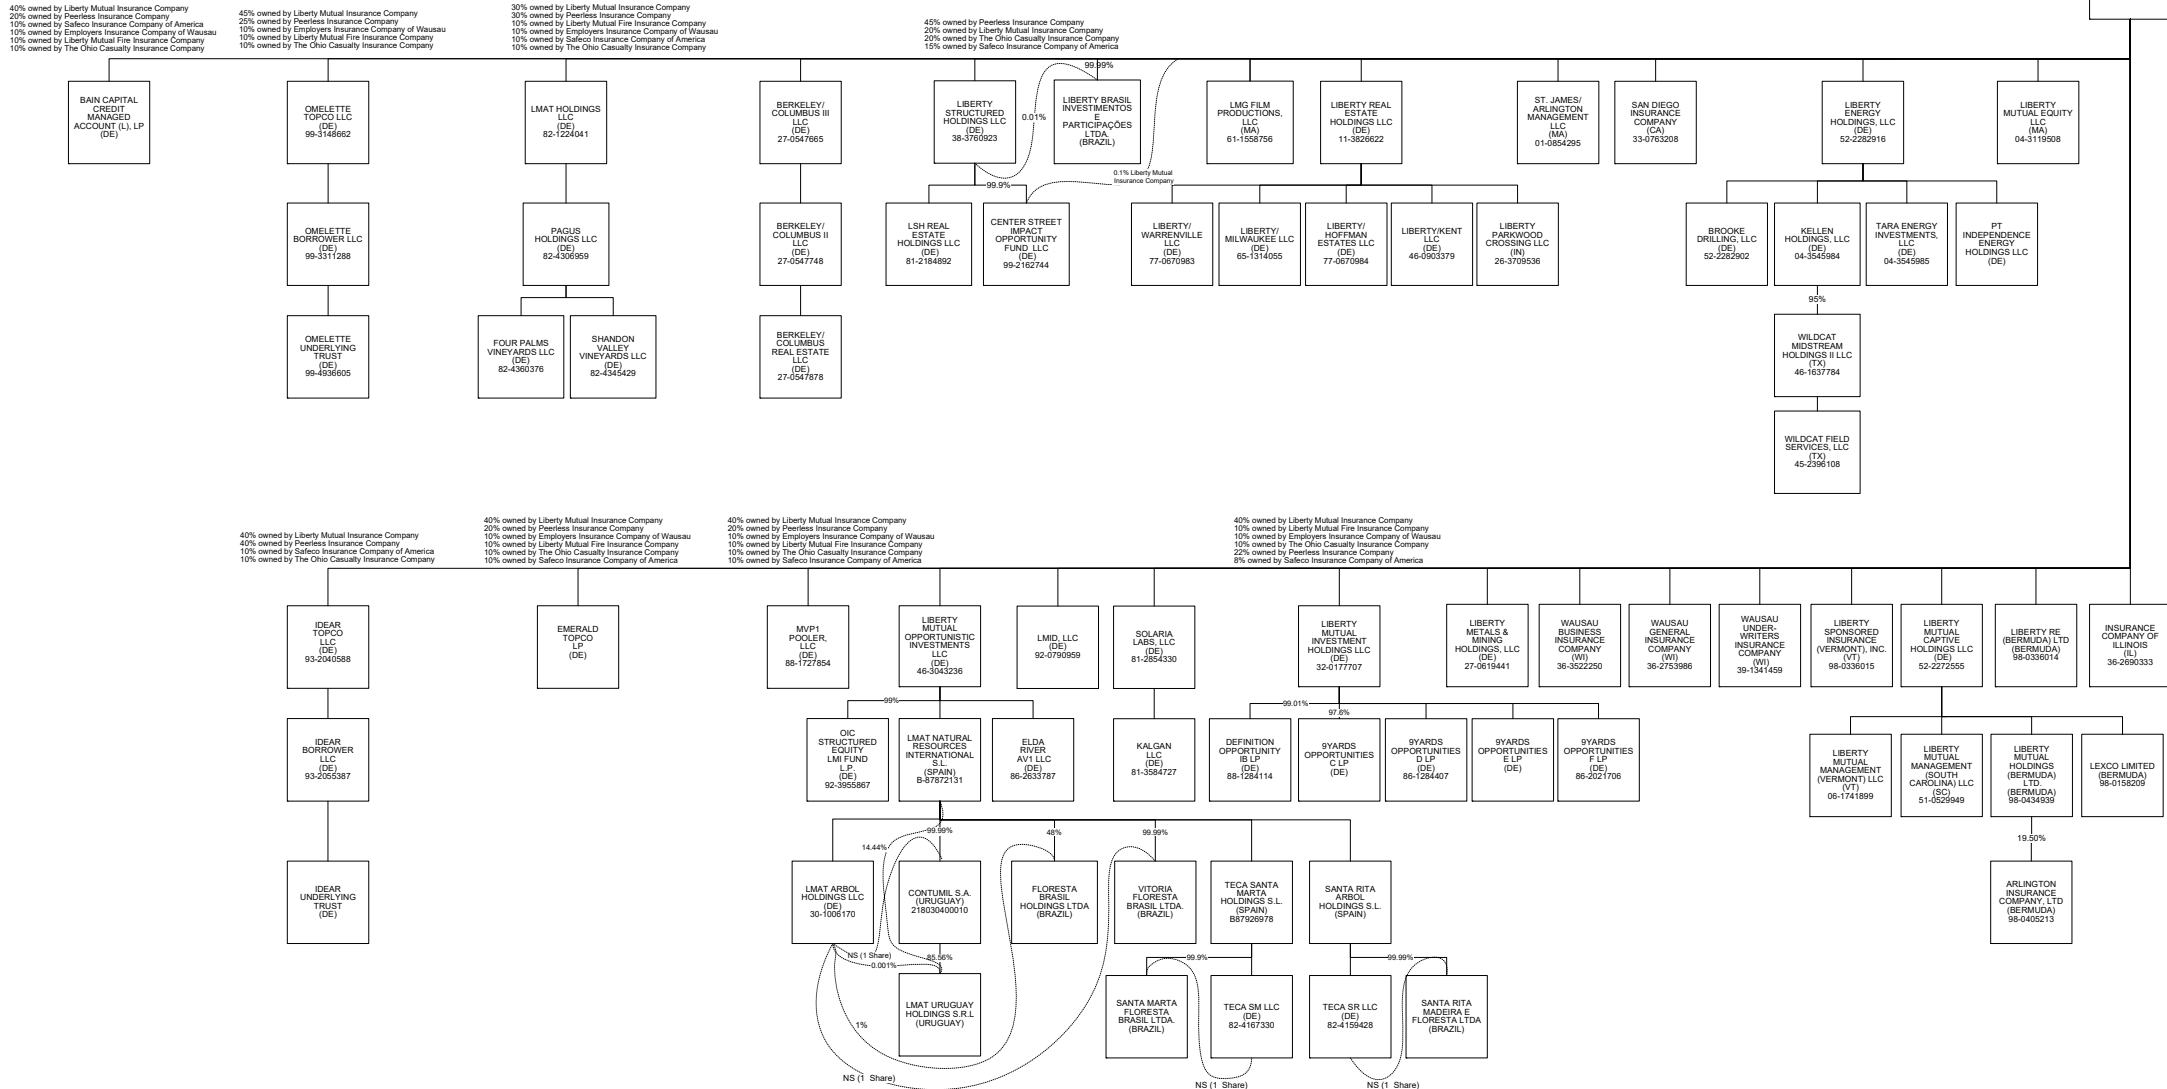 40% owned by Liberty Mutual Insurance Company
20% owned by Peerless Insurance Company
10% owned by Safeco Insurance Company of America
10% owned by Employers Insurance Company of Wausau
10% owned by Liberty Mutual Fire Insurance Company
10% owned by The Ohio Casualty Insurance Company
45% owned by Liberty Mutual Insurance Company
25% owned by Peerless Insurance Company
10% owned by Employers Insurance Company of Wausau
10% owned by Liberty Mutual Fire Insurance Company
10% owned by The Ohio Casualty Insurance Company
30% owned by Liberty Mutual Insurance Company
30% owned by Peerless Insurance Company
10% owned by Liberty Mutual Fire Insurance Company
10% owned by Employers Insurance Company of Wausau
10% owned by Safeco Insurance Company of America
10% owned by The Ohio Casualty Insurance Company
45% owned by Peerless Insurance Company
20% owned by Liberty Mutual Insurance Company
20% owned by The Ohio Casualty Insurance Company
15% owned by Safeco Insurance Company of America
BAIN CAPITAL
CREDIT
MANAGED
ACCOUNT (L), LP
(DE)
OMELETTE
TOPCO LLC
(DE)
99-3148662
LMAT HOLDINGS
LLC
(DE)
82-1224041
BERKELEY/
COLUMBUS III
LLC
(DE)
27-0547665
LIBERTY
STRUCTURED
HOLDINGS LLC
(DE)
38-3760923
0.01%
99.99%
LIBERTY BRASIL
INVESTIMENTOS
E
PARTICIPAÇÕES
LTDA.
(BRAZIL)
LMG FILM
PRODUCTIONS,
LLC
(MA)
61-1558756
LIBERTY REAL
ESTATE
HOLDINGS LLC
(DE)
11-3826622
ST. JAMES/
ARLINGTON
MANAGEMENT
LLC
(MA)
01-0854295
SAN DIEGO
INSURANCE
COMPANY
(CA)
33-0763208
LIBERTY
ENERGY
HOLDINGS, LLC
(DE)
52-2282916
LIBERTY
MUTUAL EQUITY
LLC
(MA)
04-3119508
99.9%
0.1% Liberty Mutual
Insurance Company
OMELETTE
BORROWER LLC
(DE)
99-3311288
PAGUS
HOLDINGS LLC
(DE)
82-4306959
BERKELEY/
COLUMBUS II
LLC
(DE)
27-0547748
LSH REAL
ESTATE
HOLDINGS LLC
(DE)
81-2184892
CENTER STREET
IMPACT
OPPORTUNITY
FUND LLC
(DE)
99-2162744
LIBERTY/
WARRENVILLE
LLC
(DE)
77-0670983
LIBERTY/
MILWAUKEE LLC
(DE)
65-1314055
LIBERTY/
HOFFMAN
ESTATES LLC
(DE)
77-0670984
LIBERTY/KENT
LLC
(DE)
46-0903379
LIBERTY
PARKWOOD
CROSSING LLC
(IN)
26-3709536
BROOKE
DRILLING, LLC
(DE)
52-2282902
KELLEN
HOLDINGS, LLC
(DE)
04-3545984
TARA ENERGY
INVESTMENTS,
LLC
(DE)
04-3545985
PT
INDEPENDENCE
ENERGY
HOLDINGS LLC
(DE)
95%
OMELETTE
UNDERLYING
TRUST
(DE)
99-4936605
FOUR PALMS
VINEYARDS LLC
(DE)
82-4360376
SHANDON
VALLEY
VINEYARDS LLC
(DE)
82-4345429
BERKELEY/
COLUMBUS
REAL ESTATE
LLC
(DE)
27-0547878
WILDCAT
MIDSTREAM
HOLDINGS II LLC
(TX)
46-1637784
WILDCAT FIELD
SERVICES, LLC
(TX)
45-2396108
40% owned by Liberty Mutual Insurance Company
40% owned by Peerless Insurance Company
10% owned by Safeco Insurance Company of America
10% owned by The Ohio Casualty Insurance Company
40% owned by Liberty Mutual Insurance Company
20% owned by Peerless Insurance Company
10% owned by Employers Insurance Company of Wausau
10% owned by Liberty Mutual Fire Insurance Company
10% owned by The Ohio Casualty Insurance Company
10% owned by Safeco Insurance Company of America
40% owned by Liberty Mutual Insurance Company
20% owned by Peerless Insurance Company
10% owned by Employers Insurance Company of Wausau
10% owned by Liberty Mutual Fire Insurance Company
10% owned by The Ohio Casualty Insurance Company
10% owned by Safeco Insurance Company of America
40% owned by Liberty Mutual Insurance Company
10% owned by Liberty Mutual Fire Insurance Company
10% owned by Employers Insurance Company of Wausau
10% owned by The Ohio Casualty Insurance Company
22% owned by Peerless Insurance Company
8% owned by Safeco Insurance Company of America
IDEAR
TOPCO
LLC
(DE)
93-2040588
EMERALD
TOPCO
LP
(DE)
MVP1
POOLER,
LLC
(DE)
88-1727854
LIBERTY
MUTUAL
OPPORTUNISTIC
INVESTMENTS
LLC
(DE)
46-3043236
LMID, LLC
(DE)
92-0790959
SOLARIA
LABS, LLC
(DE)
81-2854330
LIBERTY
MUTUAL
INVESTMENT
HOLDINGS LLC
(DE)
32-0177707
LIBERTY
METALS &
MINING
HOLDINGS, LLC
(DE)
27-0619441
WAUSAU
BUSINESS
INSURANCE
COMPANY
(WI)
36-3522250
WAUSAU
GENERAL
INSURANCE
COMPANY
(WI)
36-2753986
WAUSAU
UNDER-
WRITERS
INSURANCE
COMPANY
(WI)
39-1341459
LIBERTY
SPONSORED
INSURANCE
(VERMONT), INC.
(VT)
98-0336015
LIBERTY
MUTUAL
CAPTIVE
HOLDINGS LLC
(DE)
52-2272555
LIBERTY RE
(BERMUDA) LTD
(BERMUDA)
98-0336014
INSURANCE
COMPANY OF
ILLINOIS
(IL)
36-2690333
99%
99.01%
97.6%
IDEAR
BORROWER
LLC
(DE)
93-2055387
OIC
STRUCTURED
EQUITY
LMI FUND
L.P.
(DE)
92-3955867
LMAT NATURAL
RESOURCES
INTERNATIONAL
S.L.
(SPAIN)
B-87872131
ELDA
RIVER
AV1 LLC
(DE)
86-2633787
KALGAN
LLC
(DE)
81-3584727
DEFINITION
OPPORTUNITY
IB LP
(DE)
88-1284114
9YARDS
OPPORTUNITIES
C LP
(DE)
9YARDS
OPPORTUNITIES
D LP
(DE)
86-1284407
9YARDS
OPPORTUNITIES
E LP
(DE)
9YARDS
OPPORTUNITIES
F LP
(DE)
86-2021706
LIBERTY
MUTUAL
MANAGEMENT
(VERMONT) LLC
(VT)
06-1741899
LIBERTY
MUTUAL
MANAGEMENT
(SOUTH
CAROLINA) LLC
(SC)
51-0529949
LIBERTY
MUTUAL
HOLDINGS
(BERMUDA)
LTD.
(BERMUDA)
98-0434939
LEXCO LIMITED
(BERMUDA)
98-0158209
14.44%
99.99%
48%
99.99%
19.50%
IDEAR
UNDERLYING
TRUST
(DE)
LMAT ARBOL
HOLDINGS LLC
(DE)
30-1006170
CONTUMIL S.A.
(URUGUAY)
218030400010
FLORESTA
BRASIL
HOLDINGS LTDA
(BRAZIL)
VITORIA
FLORESTA
BRASIL LTDA.
(BRAZIL)
TECA SANTA
MARTA
HOLDINGS S.L.
(SPAIN)
B87926978
SANTA RITA
ARBOL
HOLDINGS S.L.
(SPAIN)
ARLINGTON
INSURANCE
COMPANY, LTD
(BERMUDA)
98-0405213
NS (1 Share)
0.001%
85.56%
99.9%
99.99%
LMAT URUGUAY
HOLDINGS S.R.L
(URUGUAY)
SANTA MARTA
FLORESTA
BRASIL LTDA.
(BRAZIL)
TECA SM LLC
(DE)
82-4167330
TECA SR LLC
(DE)
82-4159428
SANTA RITA
MADEIRA E
FLORESTA LTDA
(BRAZIL)
1%
NS (1 Share)
NS (1 Share)
NS (1 Share)